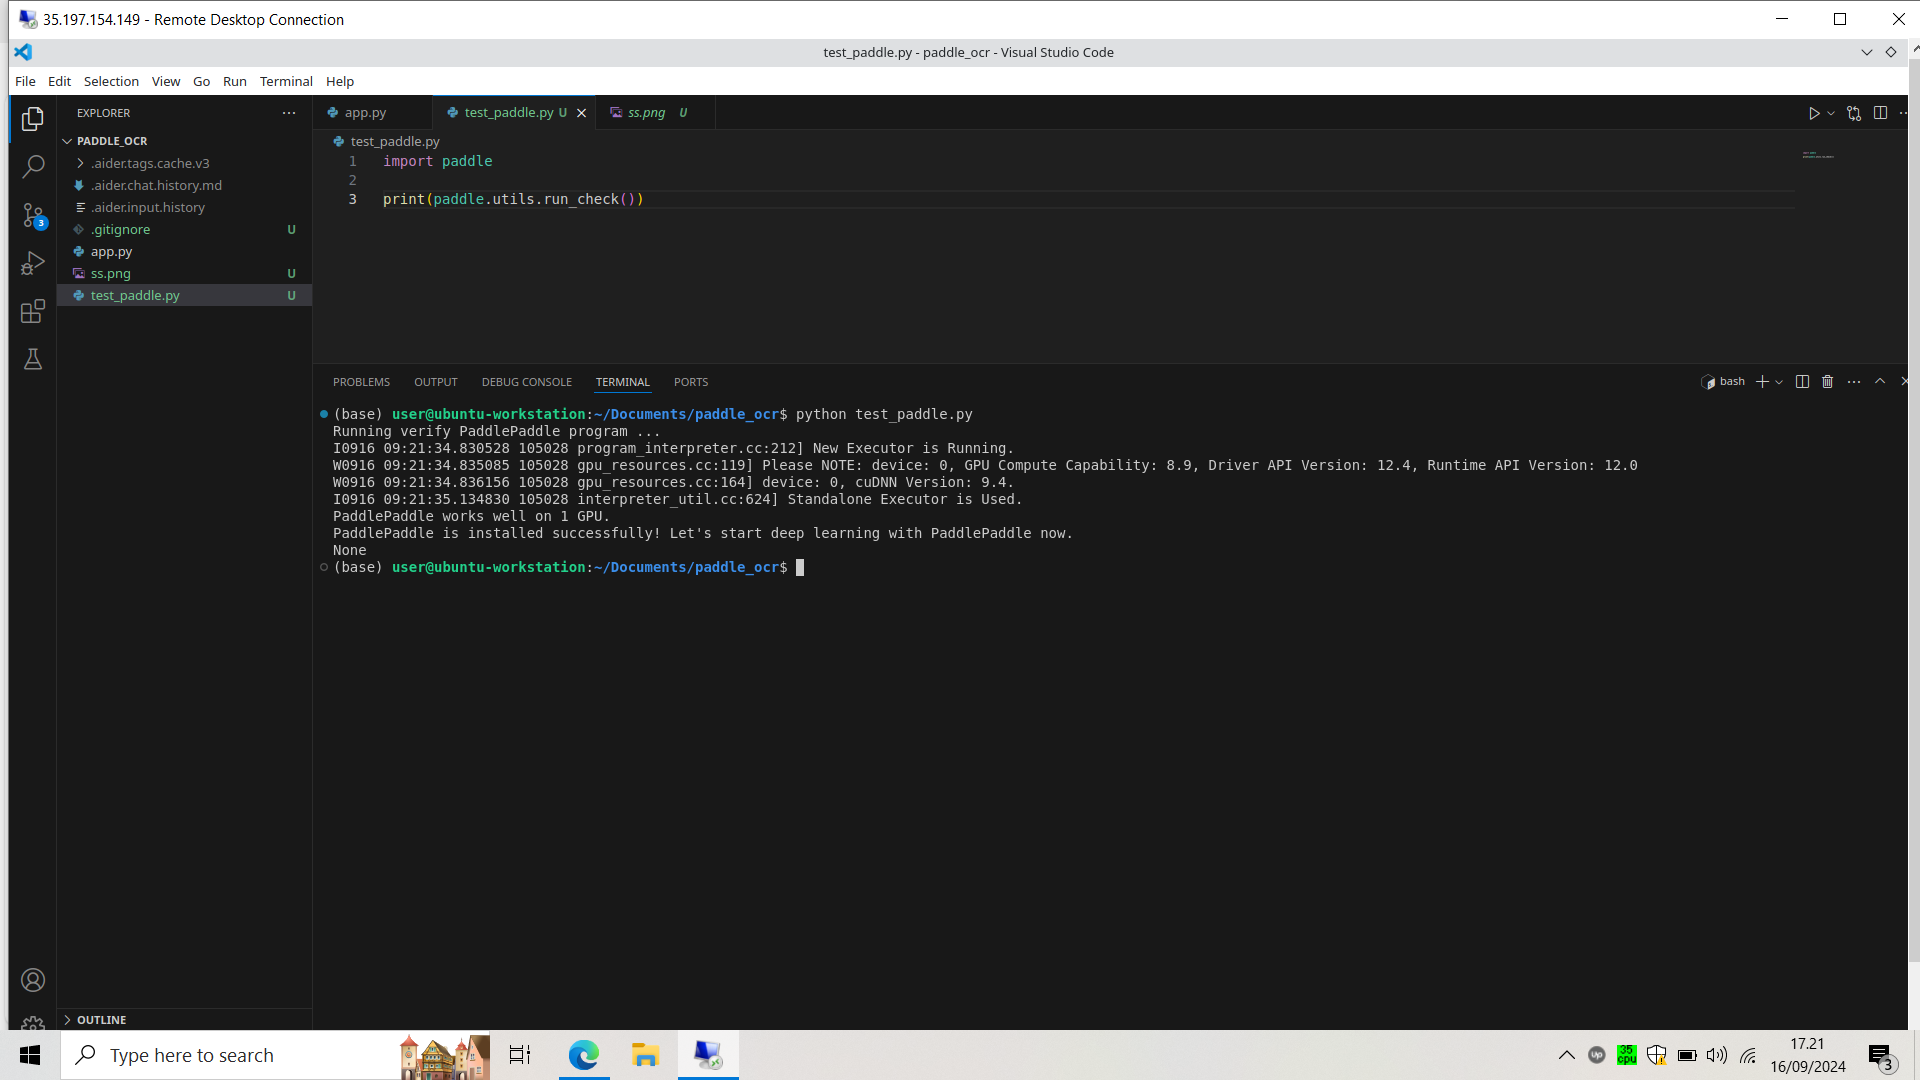 35.197.154.149 - Remote Desktop Connection
test_paddle.py - paddle_ocr - Visual Studio Code
File Edit Selection View Go Run Terminal Help
EXPLORER
PADDLE_OCR
.aider.tags.cache.v3
.aider.chat.history.md
.aider.input.history
.gitignore U
app.py
ss.png U
test_paddle.py U
OUTLINE
3
app.py test_paddle.py U ss.png U
test_paddle.py
1 import paddle
2
3 print(paddle.utils.run_check())
PROBLEMS OUTPUT DEBUG CONSOLE TERMINAL PORTS
bash
(base) user@ubuntu-workstation:~/Documents/paddle_ocr$ python test_paddle.py
Running verify PaddlePaddle program ...
I0916 09:21:34.830528 105028 program_interpreter.cc:212] New Executor is Running.
W0916 09:21:34.835085 105028 gpu_resources.cc:119] Please NOTE: device: 0, GPU Compute Capability: 8.9, Driver API Version: 12.4, Runtime API Version: 12.0
W0916 09:21:34.836156 105028 gpu_resources.cc:164] device: 0, cuDNN Version: 9.4.
I0916 09:21:35.134830 105028 interpreter_util.cc:624] Standalone Executor is Used.
PaddlePaddle works well on 1 GPU.
PaddlePaddle is installed successfully! Let's start deep learning with PaddlePaddle now.
None
(base) user@ubuntu-workstation:~/Documents/paddle_ocr$
Type here to search
up
35
cpu
17.21
16/09/2024
3